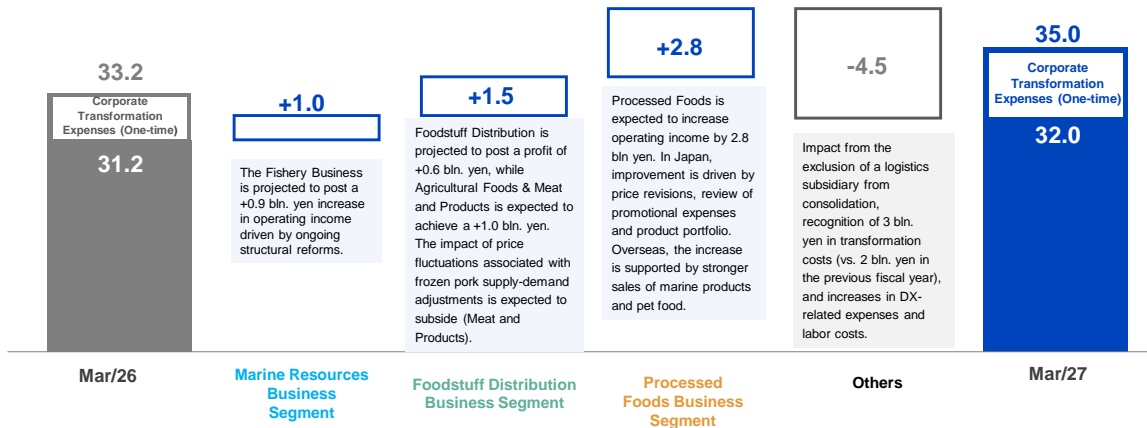 33.2
Corporate
Transformation
Expenses (One-time)
31.2
Mar/26
+1.0
The Fishery Business
is projected to post a
+0.9 bln. yen increase
in operating income
driven by ongoing
structural reforms.
Marine Resources
Business
Segment
+1.5
Foodstuff Distribution is
projected to post a profit of
+0.6 bln. yen, while
Agricultural Foods & Meat
and Products is expected to
achieve a +1.0 bln. yen.
The impact of price
fluctuations associated with
frozen pork supply-demand
adjustments is expected to
subside (Meat and
Products).
Foodstuff Distribution
Business Segment
+2.8
Processed Foods is
expected to increase
operating income by 2.8
bln yen. In Japan,
improvement is driven by
price revisions, review of
promotional expenses
and product portfolio.
Overseas, the increase
is supported by stronger
sales of marine products
and pet food.
Processed
Foods Business
Segment
-4.5
Impact from the
exclusion of a logistics
subsidiary from
consolidation,
recognition of 3 bln.
yen in transformation
costs (vs. 2 bln. yen in
the previous fiscal year),
and increases in DX-
related expenses and
labor costs.
Others
35.0
Corporate
Transformation
Expenses (One-time)
32.0
Mar/27